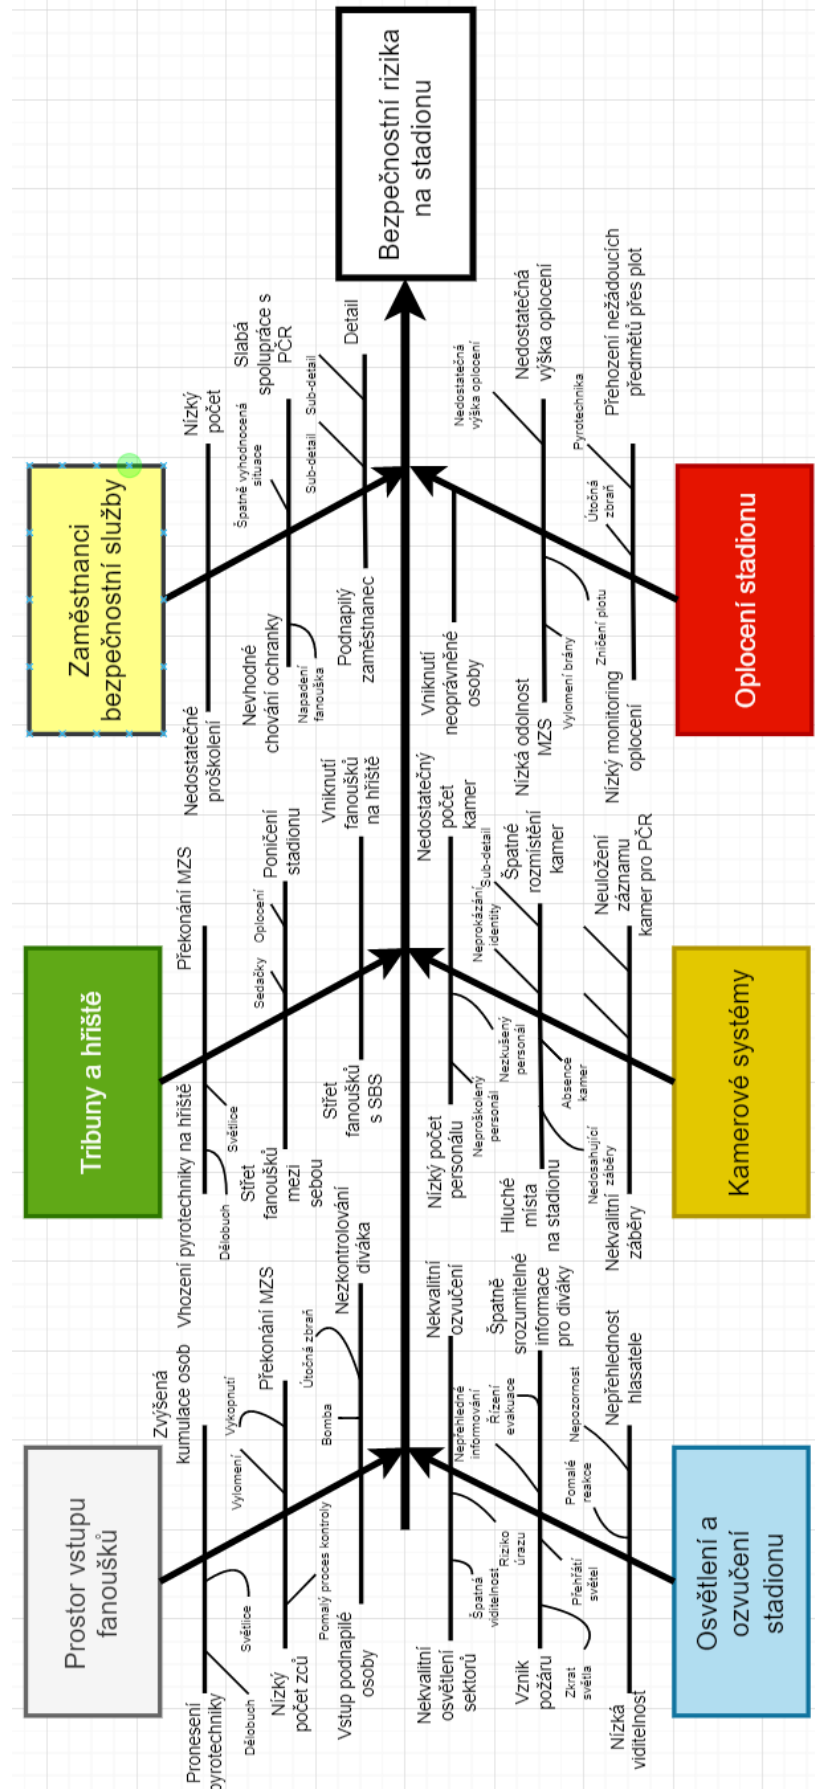 Prostor vstupu
fanoušků
Pronesení
pyrotechniky
Dělobuch
Světlice
Zvýšená
kumulace osob
Nízký
počet zců
Pomalý proces kontroly
Vylomení
Vykopnutí
Překonání MZS
Vstup podnapilé
osoby
Bomba
Útočná zbraň
Nezkontrolování
diváka
Tribuny a hřiště
Vhození pyrotechniky na hřiště
Dělobuch
Světlice
Překonání MZS
Střet
fanoušků
mezi
sebou
Sedačky
Oplocení
Poničení
stadionu
Střet
fanoušků
s SBS
Vniknutí
fanoušků
na hřiště
Zaměstnanci
bezpečnostní služby
Nedostatečné
proškolení
Nízký
počet
Nevhodné
chování ochranky
Napadení
fanouška
Špatně vyhodnocená
situace
Slabá
spolupráce s
PČR
Podnapilý
zaměstnanec
Sub-detail
Sub-detail
Detail
Bezpečnostní rizika
na stadionu
Nekvalitní
osvětlení
sektorů
Špatná
viditelnost
Riziko
úrazu
Nekvalitní
ozvučení
Vznik
požáru
Zkrat
světla
Přehřátí
světel
Nepřehledné
informování
Řízení
evakuace
Špatně
srozumitelné
informace
pro diváky
Nízká
viditelnost
Pomalé
reakce
Nepozornost
Nepřehlednost
hlasatele
Osvětlení a
ozvučení
stadionu
Nízký počet
personálu
Neproškolený
personál
Nezkušený
personál
Nedostatečný
počet
kamer
Hluché
místa
na stadionu
Nedosahující
záběry
Absence
kamer
Neprokázání
identity
Sub-detail
Špatné
rozmístění
kamer
Nekvalitní
záběry
Neuložení
záznamu
kamer pro PČR
Kamerové systémy
Vniknutí
neoprávněné
osoby
Nízká odolnost
MZS
Vylomení brány
Zničení plotu
Nedostatečná
výška oplocení
Nedostatečná
výška oplocení
Nízký monitoring
oplocení
Útočná
zbraň
Pyrotechnika
Přehození nežádoucích
předmětů přes plot
Oplocení stadionu